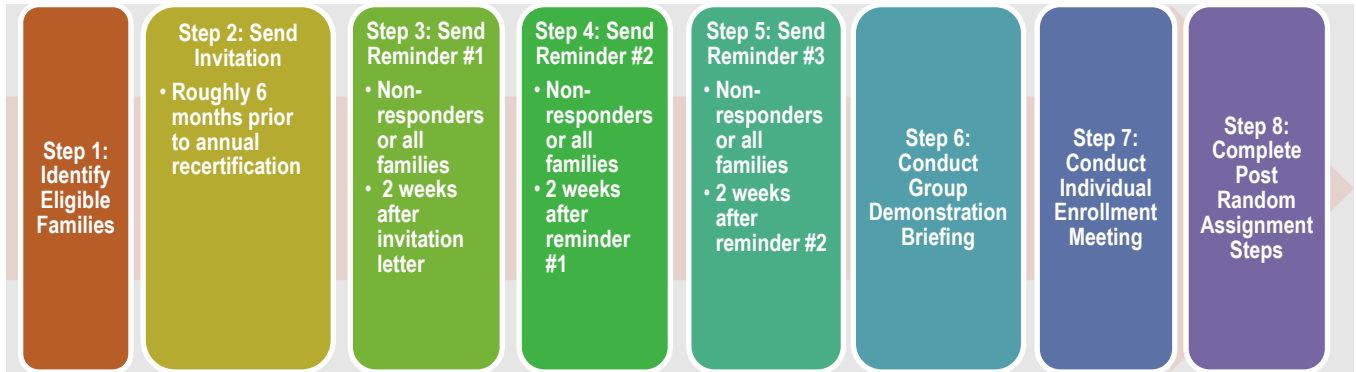 Step 1:
Identify
Eligible
Families
Step 2: Send
Invitation
• Roughly 6
months prior
to annual
recertification
Step 3: Send
Reminder #1
• Non-
responders
or all
families
• 2 weeks
after
invitation
letter
Step 4: Send
Reminder #2
• Non-
responders
or all
families
• 2 weeks
after
reminder
#1
Step 5: Send
Reminder #3
• Non-
responders
or all
families
• 2 weeks
after
reminder #2
Step 6:
Conduct
Group
Demonstration
Briefing
Step 7:
Conduct
Individual
Enrollment
Meeting
Step 8:
Complete
Post
Random
Assignment
Steps